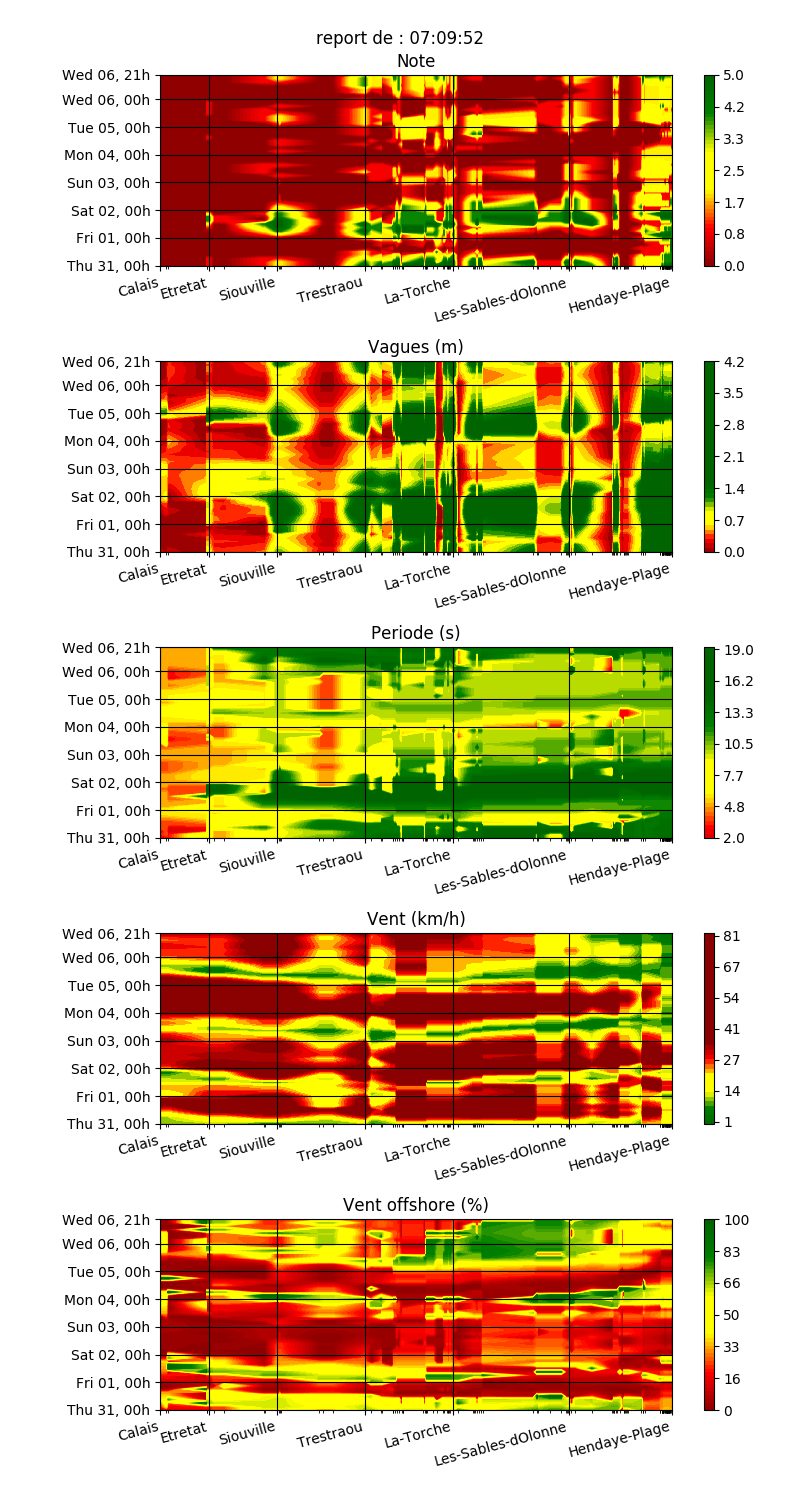 report de : 07:09:52
Note
Wed 06, 21h
Wed 06, 00h
Tue 05, 00h
Mon 04, 00h
Sun 03, 00h
Sat 02, 00h
Fri 01, 00h
Thu 31, 00h
5.0
4.2
3.3
2.5
1.7
0.8
0.0
Calais Etretat Siouville Trestraou La-Torche Les-Sables-dOlonne Hendaye-Plage
Vagues (m)
Wed 06, 21h
Wed 06, 00h
Tue 05, 00h
Mon 04, 00h
Sun 03, 00h
Sat 02, 00h
Fri 01, 00h
Thu 31, 00h
4.2
3.5
2.8
2.1
1.4
0.7
0.0
Calais Etretat Siouville Trestraou La-Torche Les-Sables-dOlonne Hendaye-Plage
Periode (s)
Wed 06, 21h
Wed 06, 00h
Tue 05, 00h
Mon 04, 00h
Sun 03, 00h
Sat 02, 00h
Fri 01, 00h
Thu 31, 00h
19.0
16.2
13.3
10.5
7.7
4.8
2.0
Calais Etretat Siouville Trestraou La-Torche Les-Sables-dOlonne Hendaye-Plage
Vent (km/h)
Wed 06, 21h
Wed 06, 00h
Tue 05, 00h
Mon 04, 00h
Sun 03, 00h
Sat 02, 00h
Fri 01, 00h
Thu 31, 00h
81
67
54
41
27
14
1
Calais Etretat Siouville Trestraou La-Torche Les-Sables-dOlonne Hendaye-Plage
Vent offshore (%)
Wed 06, 21h
Wed 06, 00h
Tue 05, 00h
Mon 04, 00h
Sun 03, 00h
Sat 02, 00h
Fri 01, 00h
Thu 31, 00h
100
83
66
50
33
16
0
Calais Etretat Siouville Trestraou La-Torche Les-Sables-dOlonne Hendaye-Plage